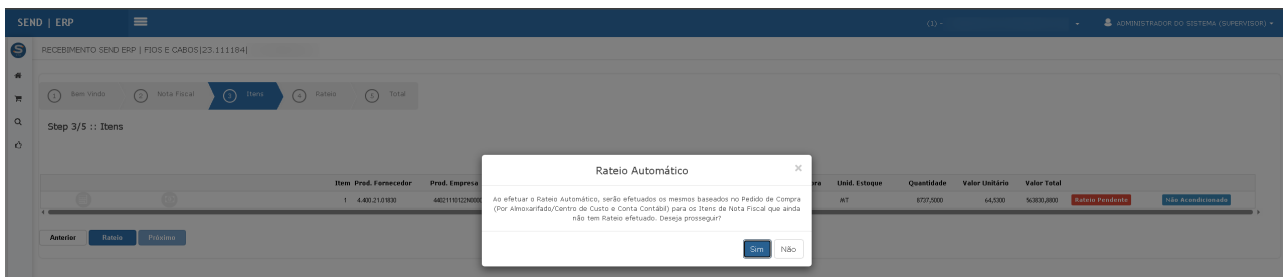 SEND | ERP
(1) -
ADMINISTRADOR DO SISTEMA (SUPERVISOR)
RECEBIMENTO SEND ERP | FIOS E CABOS[23.111184]
1 Bem Vindo 2 Nota Fiscal 3 Itens 4 Rateio 5 Total
Step 3/5 :: Itens
Rateio Automático ×
Item Prod. Fornecedor Prod. Empresa Unid. Estoque Quantidade Valor Unitário Valor Total
1 4.400.21.01830 MT 8737,5000 64,5300 563830,8800 Rateio Pendente Não Acondicionado
Ao efetuar o Rateio Automático, serão efetuados os mesmos baseados no Pedido de Compra
(Por Almoxarifado/Centro de Custo e Conta Contábil) para os Itens de Nota Fiscal que ainda
não tem Rateio efetuado. Deseja prosseguir?
Anterior Rateio Próximo
Sim Não